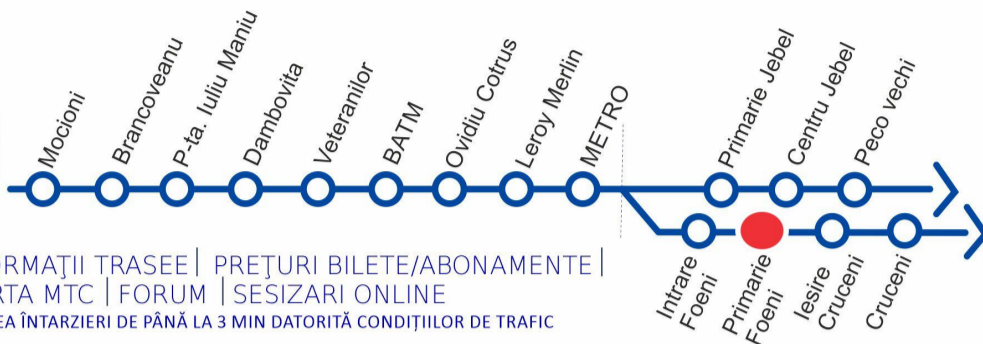 Mocioni
Brancoveanu
P-ta. Iuliu Maniu
Dambovita
Veteranilor
BATM
Ovidiu Cotrus
Leroy Merlin
METRO
Primarie Jebel
Centru Jebel
Peco vechi
Intrare
Foeni
Primarie
Foeni
Iesire
Cruceni
Cruceni
ORMAŢII TRASEE| PREŢURI BILETE/ABONAMENTE|
RTA MTC |FORUM |SESIZARI ONLINE
EA ÎNTARZIERI DE PÂNĂ LA 3 MIN DATORITĂ CONDIȚIILOR DE TRAFIC